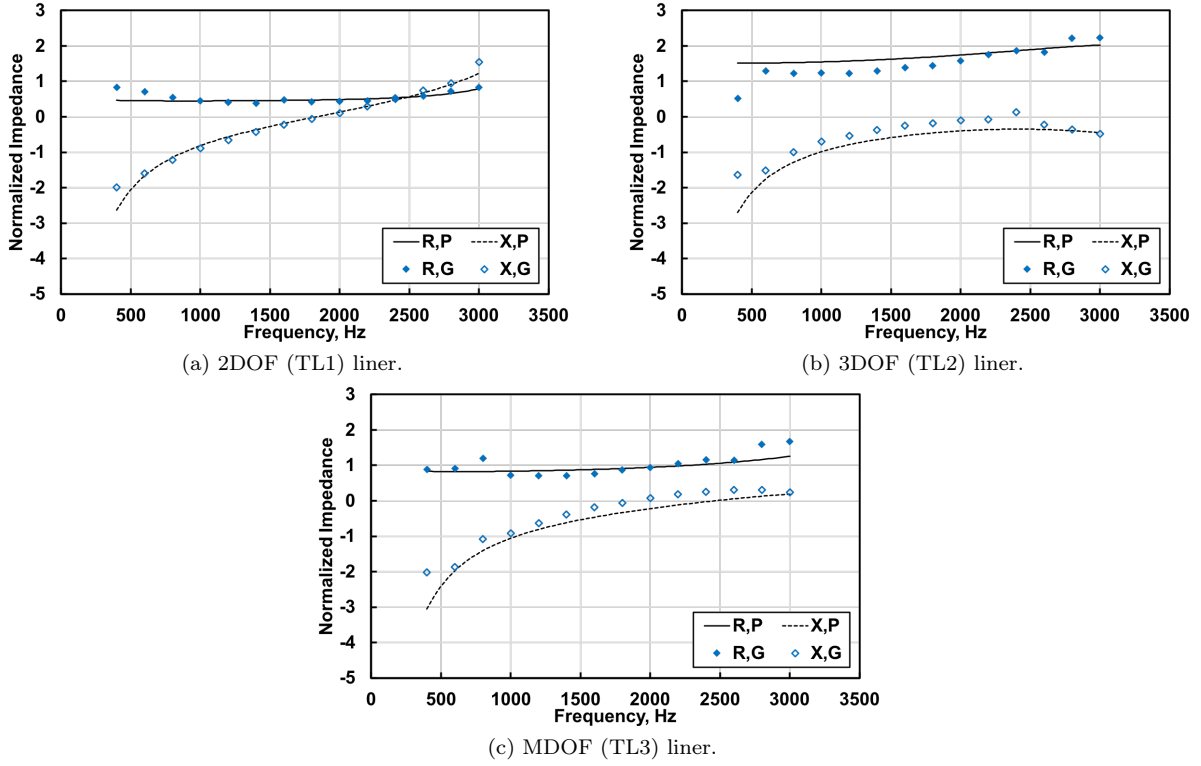 Normalized Impedance
3
2
1
0
-1
-2
-3
-4
-5
R,P
X,P
R,G
X,G
0
500
1000
1500
2000
2500
3000
3500
Frequency, Hz
(a) 2DOF (TL1) liner.
Normalized Impedance
3
2
1
0
-1
-2
-3
-4
-5
R,P
X,P
R,G
X,G
0
500
1000
1500
2000
2500
3000
3500
Frequency, Hz
(b) 3DOF (TL2) liner.
Normalized Impedance
3
2
1
0
-1
-2
-3
-4
-5
R,P
X,P
R,G
X,G
0
500
1000
1500
2000
2500
3000
3500
Frequency, Hz
(c) MDOF (TL3) liner.